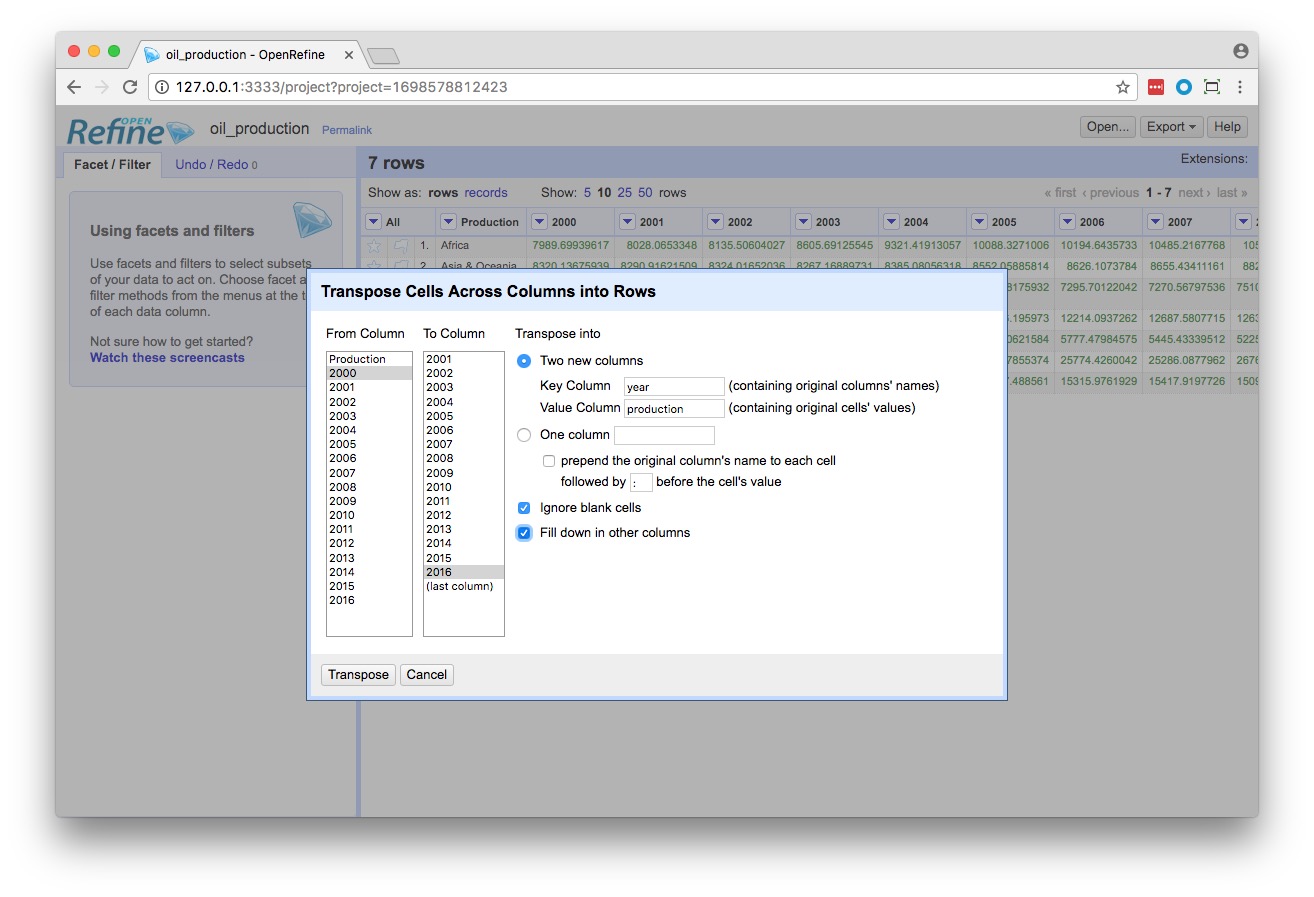 oil_production - OpenRefine
127.0.0.1:3333/project?project=1698578812423
OPEN Refine oil_production Permalink Open... Export Help
Facet / Filter Undo / Redo 0 7 rows Extensions:
Show as: rows records Show: 5 10 25 50 rows « first ‹ previous 1 - 7 next › last »
All Production 2000 2001 2002 2003 2004 2005 2006 2007
1. Africa 7989.69939617 8028.0653348 8135.50604027 8605.69125545 9321.41913057 10088.3271006 10194.6435733 10485.2167768 105
2. Asia & Oceania 8320.13675939 8290.91621509 8324.01652036 8267.16889731 8385.08056318 8552.05885814 8626.1073784 8655.43411161 882
8175932 7295.70122042 7270.56797536 7510
.195973 12214.0937262 12687.5807715 1263
0621584 5777.47984575 5445.43339512 5225
7855374 25774.4260042 25286.0877962 2676
7.488561 15315.9761929 15417.9197726 1509
Using facets and filters
Use facets and filters to select subsets
of your data to act on. Choose facet a
filter methods from the menus at the t
of each data column.
Not sure how to get started?
Watch these screencasts
Transpose Cells Across Columns into Rows
From Column
Production
2000
2001
2002
2003
2004
2005
2006
2007
2008
2009
2010
2011
2012
2013
2014
2015
2016
To Column
2001
2002
2003
2004
2005
2006
2007
2008
2009
2010
2011
2012
2013
2014
2015
2016
(last column)
Transpose into
Two new columns
Key Column year (containing original columns' names)
Value Column production (containing original cells' values)
One column
prepend the original column's name to each cell
followed by : before the cell's value
Ignore blank cells
Fill down in other columns
Transpose Cancel